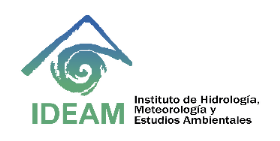 IDEAM
Instituto de Hidrología,
Meteorología y
Estudios Ambientales